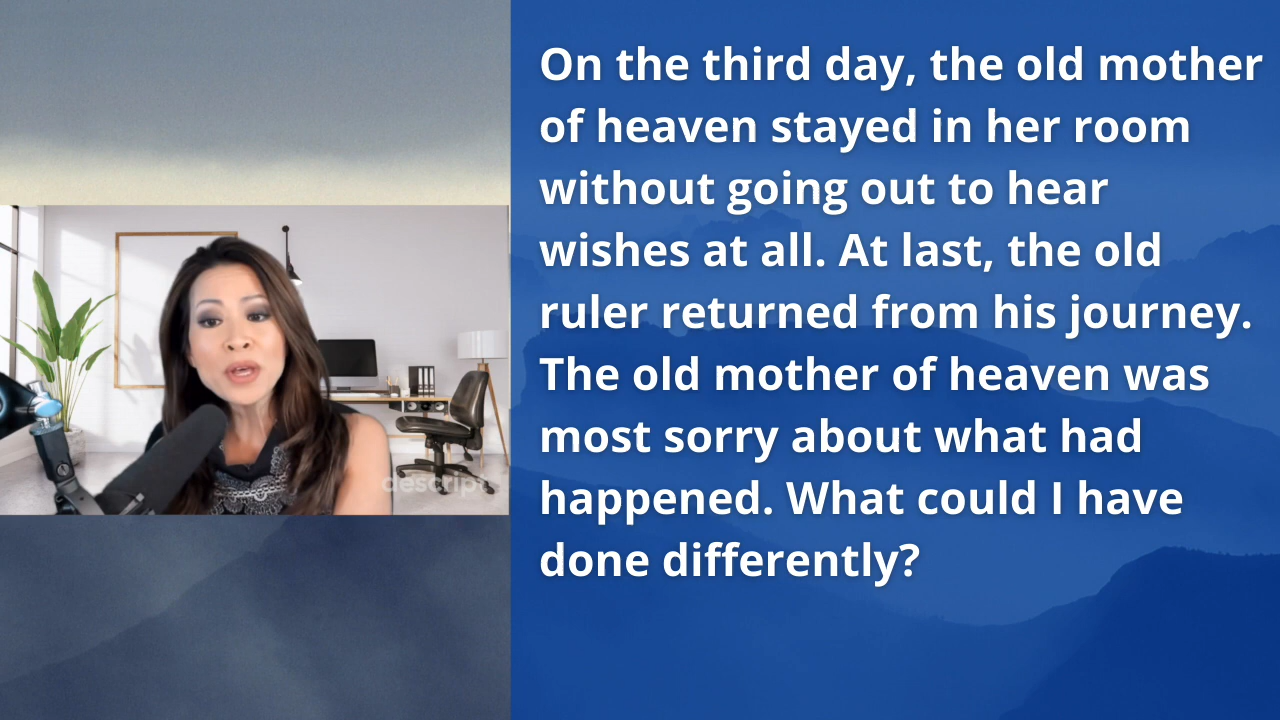 On the third day, the old mother
of heaven stayed in her room
without going out to hear
wishes at all. At last, the old
ruler returned from his journey.
The old mother of heaven was
most sorry about what had
happened. What could I have
done differently?
descript